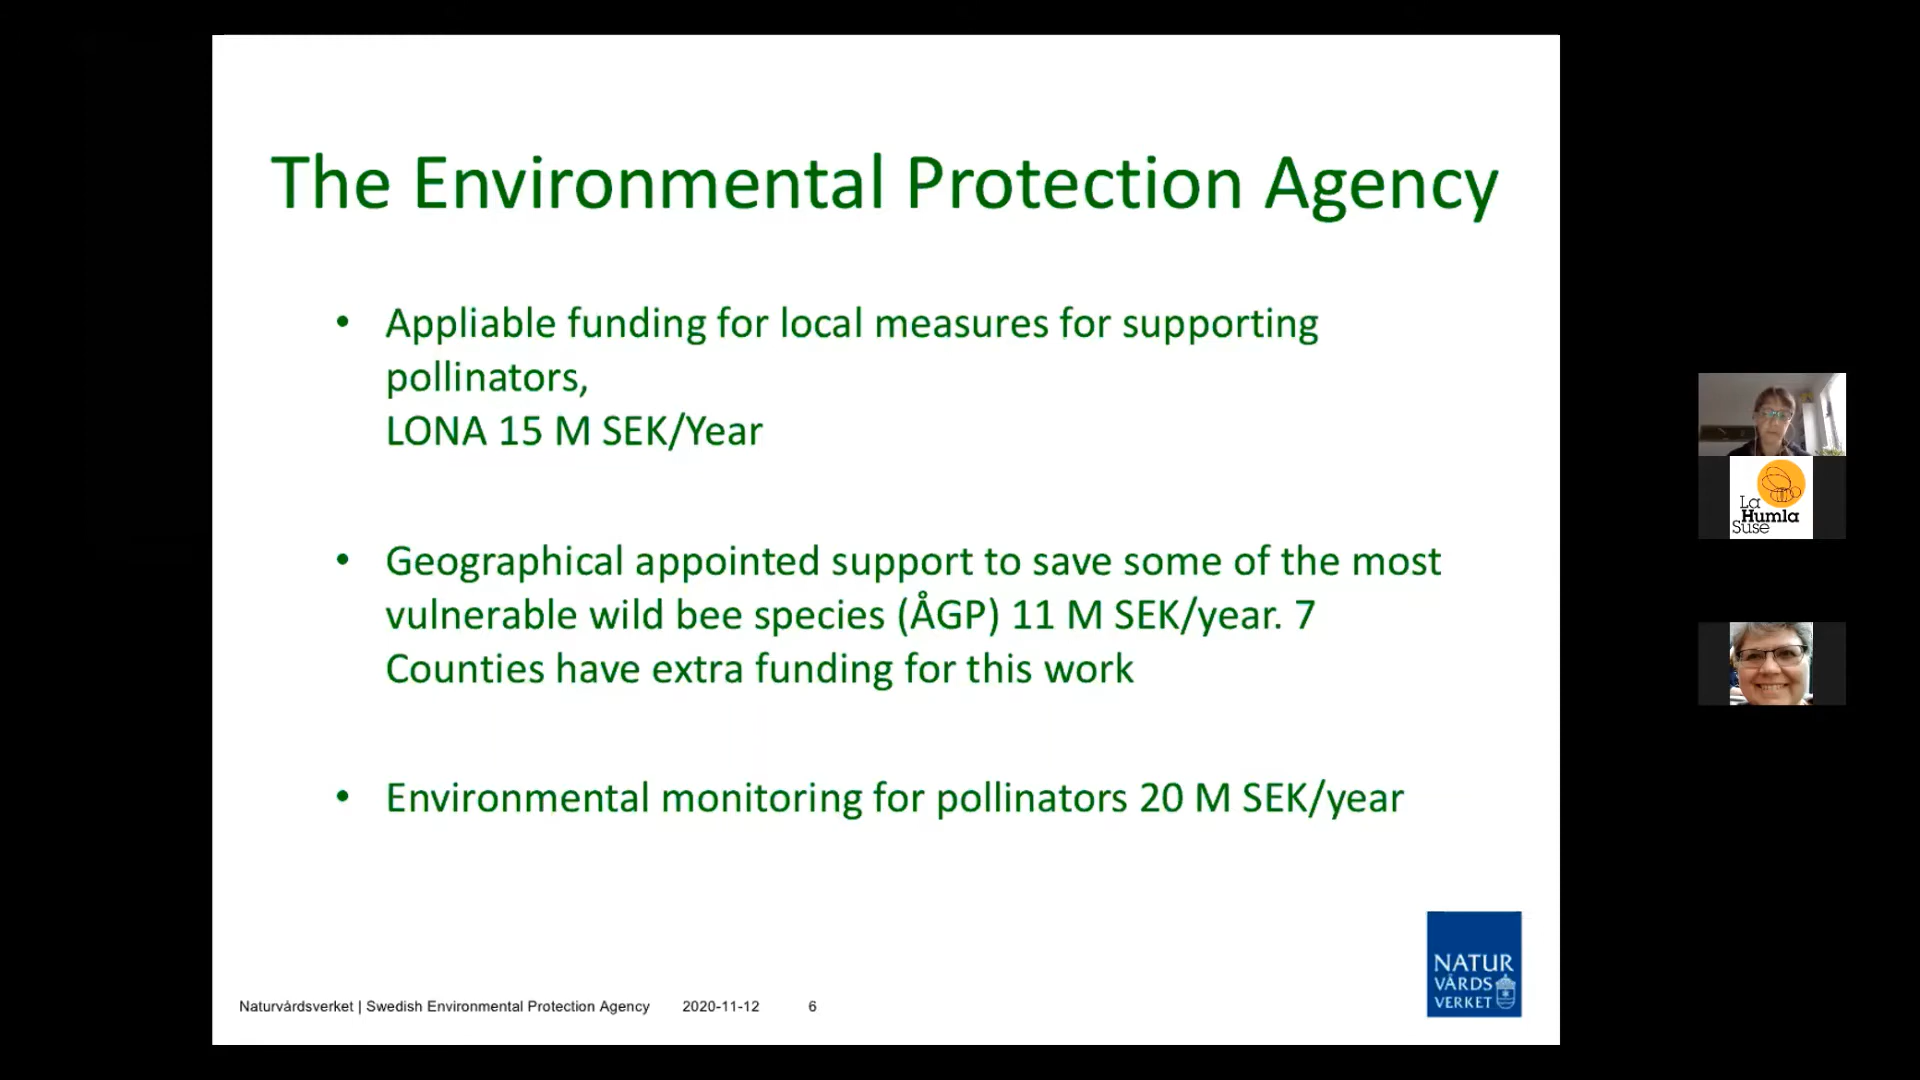 The Environmental Protection Agency
• Appliable funding for local measures for supporting
pollinators,
LONA 15 M SEK/Year
• Geographical appointed support to save some of the most
vulnerable wild bee species (ÅGP) 11 M SEK/year. 7
Counties have extra funding for this work
• Environmental monitoring for pollinators 20 M SEK/year
Naturvårdsverket | Swedish Environmental Protection Agency 2020-11-12 6
NATUR
VÅRDS
VERKET
La
Humla
Suse